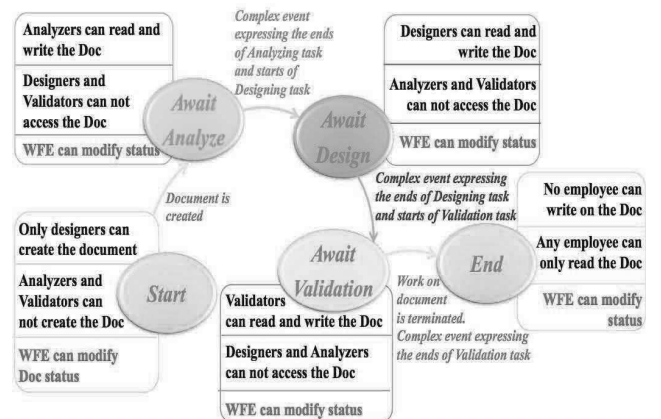 Analyzers can read and
write the Doc
Designers and
Validators can not
access the Doc
WFE can modify status
Await
Analyze
Complex event
expressing the ends
of Analyzing task
and starts of
Designing task
Await
Design
Designers can read and
write the Doc
Analyzers and Validators
can not access the Doc
WFE can modify status
Document is
created
Only designers can
create the document
Analyzers and
Validators can
not create the Doc
WFE can modify
Doc status
Start
Complex event expressing
the ends of Designing task
and starts of Validation task
Await
Validation
Validators
can read and write the Doc
Designers and Analyzers
can not access the Doc
WFE can modify status
Work on
document
is terminated.
Complex event expressing
the ends of Validation task
End
No employee can
write on the Doc
Any employee can
only read the Doc
WFE can modify
status